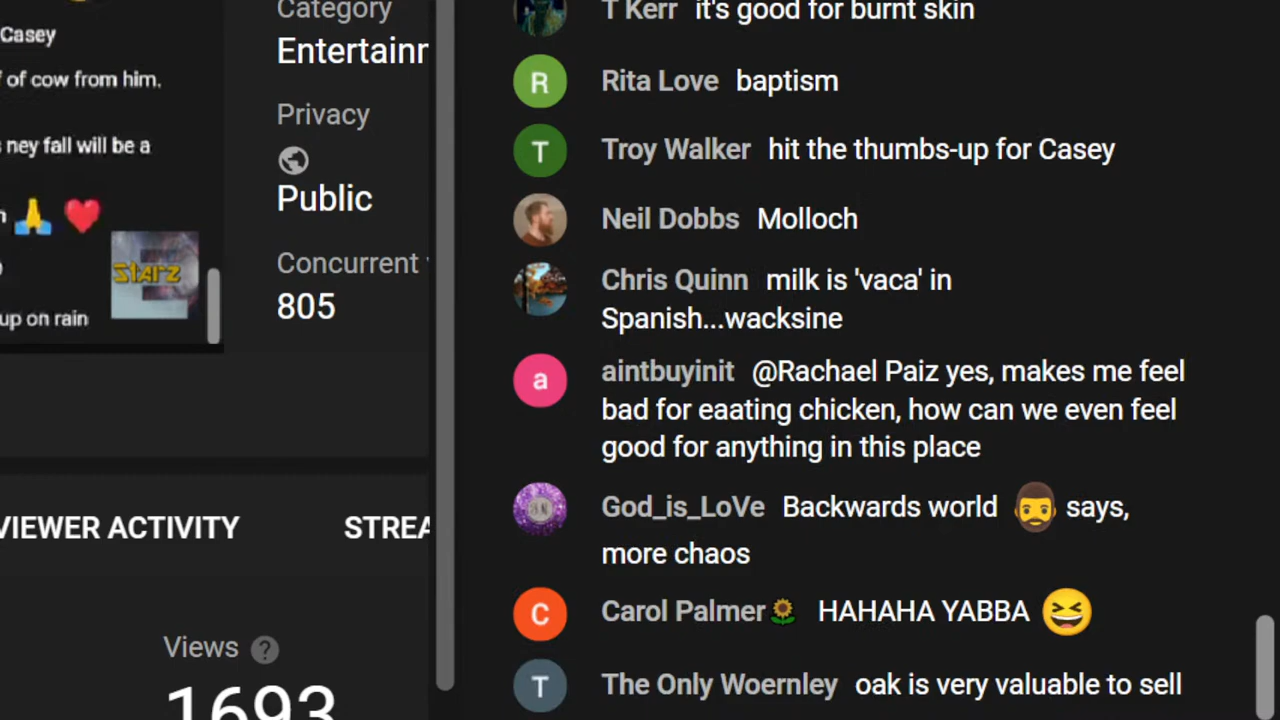 Casey
of cow from him.
ney fall will be a
🙏 ❤️
starz
up on rain
Category
Privacy
Public
Concurrent
805
VIEWER ACTIVITY
Views ?
1693
T Kerr it's good for burnt skin
R Rita Love baptism
T Troy Walker hit the thumbs-up for Casey
Neil Dobbs Molloch
Chris Quinn milk is 'vaca' in
Spanish...wacksine
a aintbuyinit @Rachael Paiz yes, makes me feel
bad for eaating chicken, how can we even feel
good for anything in this place
God_is_LoVe Backwards world 🧔🏽 says,
more chaos
C Carol Palmer🌻 HAHAHA YABBA 😆
T The Only Woernley oak is very valuable to sell